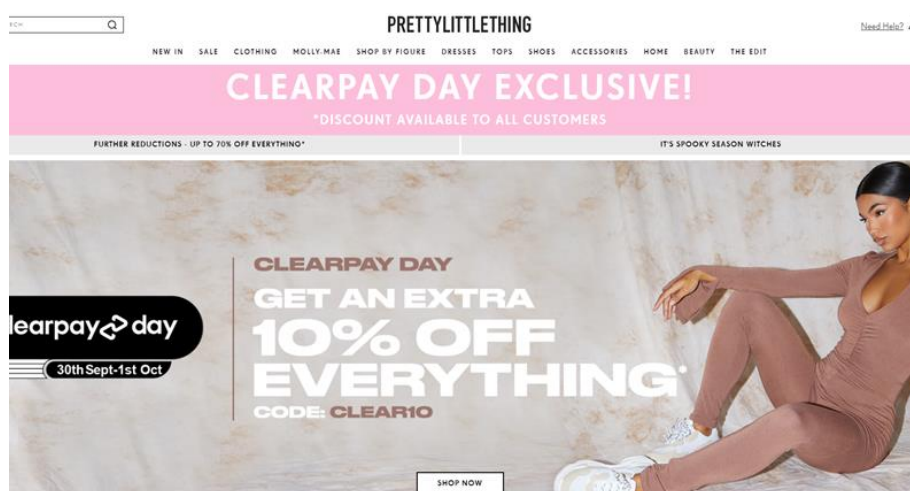 PRETTYLITTLETHING
Need Help?
NEW IN SALE CLOTHING MOLLY-MAE SHOP BY FIGURE DRESSES TOPS SHOES ACCESSORIES HOME BEAUTY THE EDIT
CLEARPAY DAY EXCLUSIVE!
*DISCOUNT AVAILABLE TO ALL CUSTOMERS
FURTHER REDUCTIONS - UP TO 70% OFF EVERYTHING*
IT'S SPOOKY SEASON WITCHES
CLEARPAY DAY
GET AN EXTRA
10% OFF
EVERYTHING*
CODE: CLEAR10
learpay day
30th Sept-1st Oct
SHOP NOW